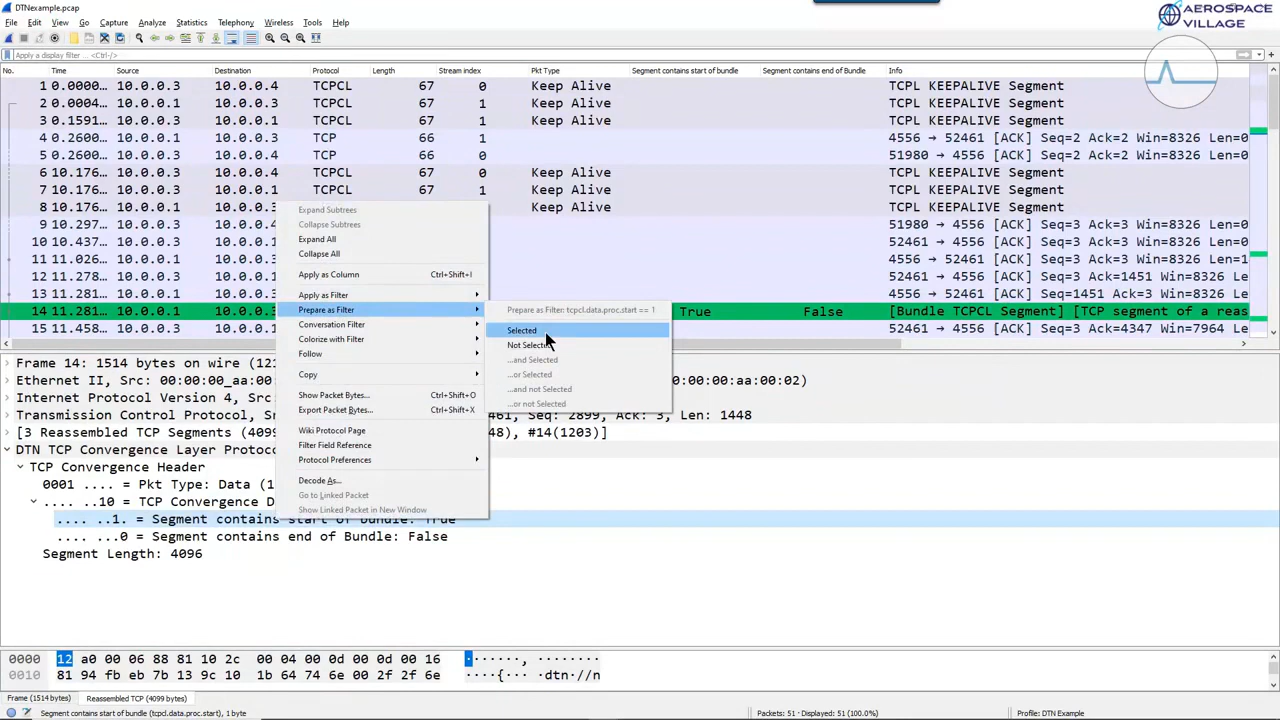 DTNexample.pcap
AEROSPACE
VILLAGE
File Edit View Go Capture Analyze Statistics Telephony Wireless Tools Help
Apply a display filter ... <Ctrl-/>
No. Time Source Destination Protocol Length Stream index Pkt Type Segment contains start of bundle Segment contains end of Bundle Info
1 0.0000… 10.0.0.3 10.0.0.4 TCPCL 67 0 Keep Alive TCPL KEEPALIVE Segment
2 0.0004… 10.0.0.1 10.0.0.3 TCPCL 67 1 Keep Alive TCPL KEEPALIVE Segment
3 0.1591… 10.0.0.3 10.0.0.1 TCPCL 67 1 Keep Alive TCPL KEEPALIVE Segment
4 0.2600… 10.0.0.1 10.0.0.3 TCP 66 1 4556 → 52461 [ACK] Seq=2 Ack=2 Win=8326 Len=0
5 0.2600… 10.0.0.4 10.0.0.3 TCP 66 0 51980 → 4556 [ACK] Seq=2 Ack=2 Win=8326 Len=0
6 10.176… 10.0.0.3 10.0.0.4 TCPCL 67 0 Keep Alive TCPL KEEPALIVE Segment
7 10.176… 10.0.0.3 10.0.0.1 TCPCL 67 1 Keep Alive TCPL KEEPALIVE Segment
8 10.176… 10.0.0.1 10.0.0.3 Keep Alive TCPL KEEPALIVE Segment
9 10.297… 10.0.0.4 10.0.0. 51980 → 4556 [ACK] Seq=3 Ack=3 Win=8326 Le
10 10.437… 10.0.0.3 10.0.0. 52461 → 4556 [ACK] Seq=3 Ack=3 Win=8326 Le
11 11.026… 10.0.0.1 10.0.0. 4556 → 52461 [ACK] Seq=3 Ack=3 Win=8326 Le
12 11.278… 10.0.0.3 10.0.0. 52461 → 4556 [ACK] Seq=3 Ack=1451 Win=8326 Le
13 11.281… 10.0.0.1 10.0.0. 4556 → 52461 [ACK] Seq=1451 Ack=3 Win=8326 Le
14 11.281… 10.0.0.1 10.0.0. True False [Bundle TCPCL Segment] [TCP segment of a reas
15 11.458… 10.0.0.3 10.0.0. 52461 → 4556 [ACK] Seq=3 Ack=4347 Win=7964 Le
Expand Subtrees
Collapse Subtrees
Expand All
Collapse All
Apply as Column Ctrl+Shift+I
Apply as Filter
Prepare as Filter
Conversation Filter
Colorize with Filter
Follow
Copy
Show Packet Bytes... Ctrl+Shift+O
Export Packet Bytes... Ctrl+Shift+X
Wiki Protocol Page
Filter Field Reference
Protocol Preferences
Decode As...
Go to Linked Packet
Show Linked Packet in New Window
Prepare as Filter: tcpcl.data.proc.start == 1
Selected
Not Selected
...and Selected
...or Selected
...and not Selected
...or not Selected
Frame 14: 1514 bytes on wire (121
Ethernet II, Src: 00:00:00_aa:00: :00:02)
Internet Protocol Version 4, Src:
Transmission Control Protocol, Sr 461, Seq: 2899, Ack: 3, Len: 1448
[3 Reassembled TCP Segments (4099 48), #14(1203)]
DTN TCP Convergence Layer Protoco
TCP Convergence Header
0001 .... = Pkt Type: Data (1
.... ..10 = TCP Convergence D
.... ..1. = Segment contains start of bundle: True
.... ...0 = Segment contains end of Bundle: False
Segment Length: 4096
0000 12 a0 00 06 88 81 10 2c 00 04 00 0d 00 0d 00 16 ·······, ········
0010 81 94 fb eb 7b 13 9c 10 1b 64 74 6e 00 2f 2f 6e ····{··· ·dtn·//n
Frame (1514 bytes) Reassembled TCP (4099 bytes)
Segment contains start of bundle (tcpcl.data.proc.start), 1 byte Packets: 51 · Displayed: 51 (100.0%) Profile: DTN Example